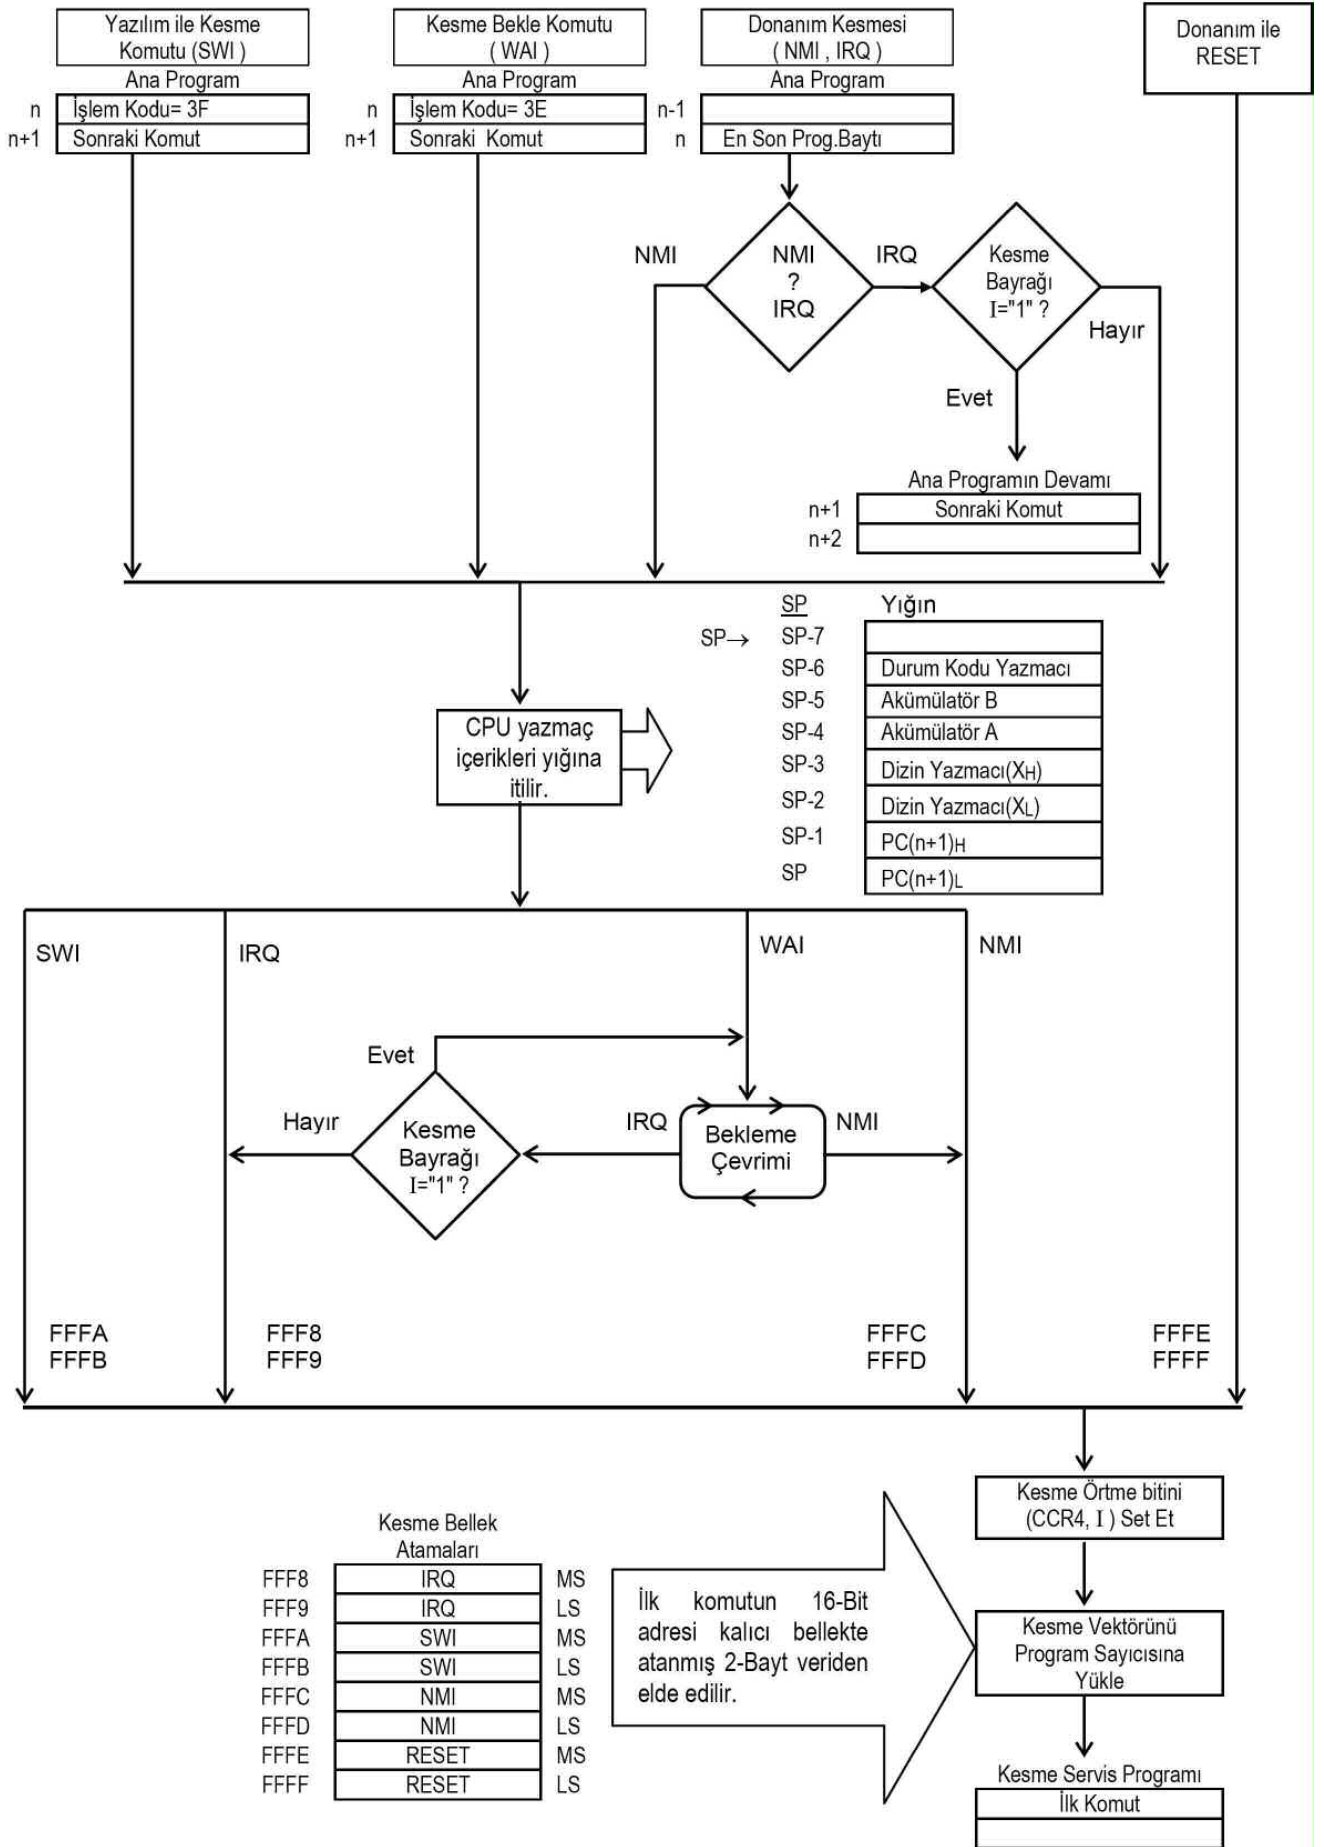 Yazılım ile Kesme
Komutu (SWI )
Ana Program
n İşlem Kodu= 3F
n+1 Sonraki Komut
Kesme Bekle Komutu
( WAI )
Ana Program
n İşlem Kodu= 3E
n+1 Sonraki Komut
Donanım Kesmesi
( NMI , IRQ )
Ana Program
n-1
n En Son Prog.Baytı
Donanım ile
RESET
NMI
NMI
?
IRQ
IRQ
Kesme
Bayrağı
I="1" ?
Hayır
Evet
Ana Programın Devamı
n+1 Sonraki Komut
n+2
SP Yığın
SP→ SP-7
SP-6 Durum Kodu Yazmacı
SP-5 Akümülatör B
SP-4 Akümülatör A
SP-3 Dizin Yazmacı(XH)
SP-2 Dizin Yazmacı(XL)
SP-1 PC(n+1)H
SP PC(n+1)L
CPU yazmaç
içerikleri yığına
itilir.
SWI
IRQ
WAI
NMI
Evet
Hayır
Kesme
Bayrağı
I="1" ?
IRQ
Bekleme
Çevrimi
NMI
FFFA
FFFB
FFF8
FFF9
FFFC
FFFD
FFFE
FFFF
Kesme Örtme bitini
(CCR4, I ) Set Et
Kesme Bellek
Atamaları
FFF8 IRQ MS
FFF9 IRQ LS
FFFA SWI MS
FFFB SWI LS
FFFC NMI MS
FFFD NMI LS
FFFE RESET MS
FFFF RESET LS
İlk komutun 16-Bit
adresi kalıcı bellekte
atanmış 2-Bayt veriden
elde edilir.
Kesme Vektörünü
Program Sayıcısına
Yükle
Kesme Servis Programı
İlk Komut